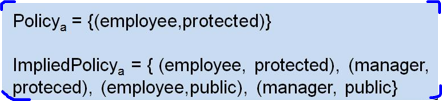 Policyₐ = {(employee,protected)}
ImpliedPolicyₐ = { (employee, protected), (manager,
proteced), (employee,public), (manager, public}